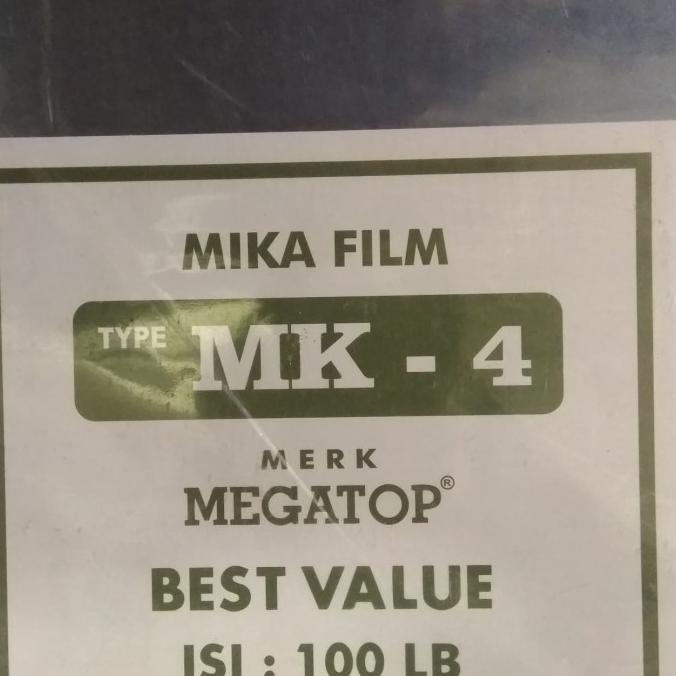 MIKA FILM
TYPE MK - 4
MERK
MEGATOP®
BEST VALUE
ISI : 100 LB